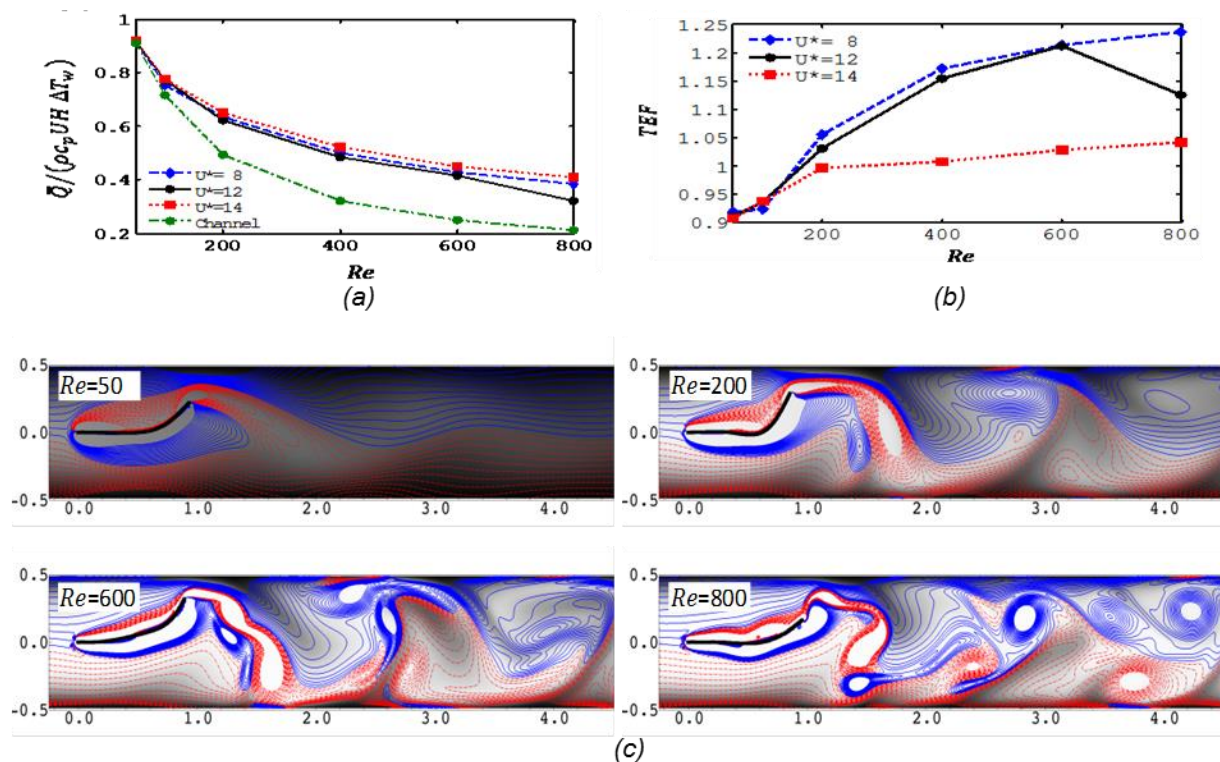 Q̄/(ρc_p UH ΔT_w)
1
0.8
0.6
0.4
0.2
U*= 8
U*=12
U*=14
Channel
200 400 600 800
Re
(a)
TEF
1.25
1.2
1.15
1.1
1.05
1
0.95
0.9
U*= 8
U*=12
U*=14
200 400 600 800
Re
(b)
Re=50
0.5
0.0
-0.5
0.0 1.0 2.0 3.0 4.0
Re=200
0.5
0.0
-0.5
0.0 1.0 2.0 3.0 4.0
Re=600
0.5
0.0
-0.5
0.0 1.0 2.0 3.0 4.0
Re=800
0.5
0.0
-0.5
0.0 1.0 2.0 3.0 4.0
(c)